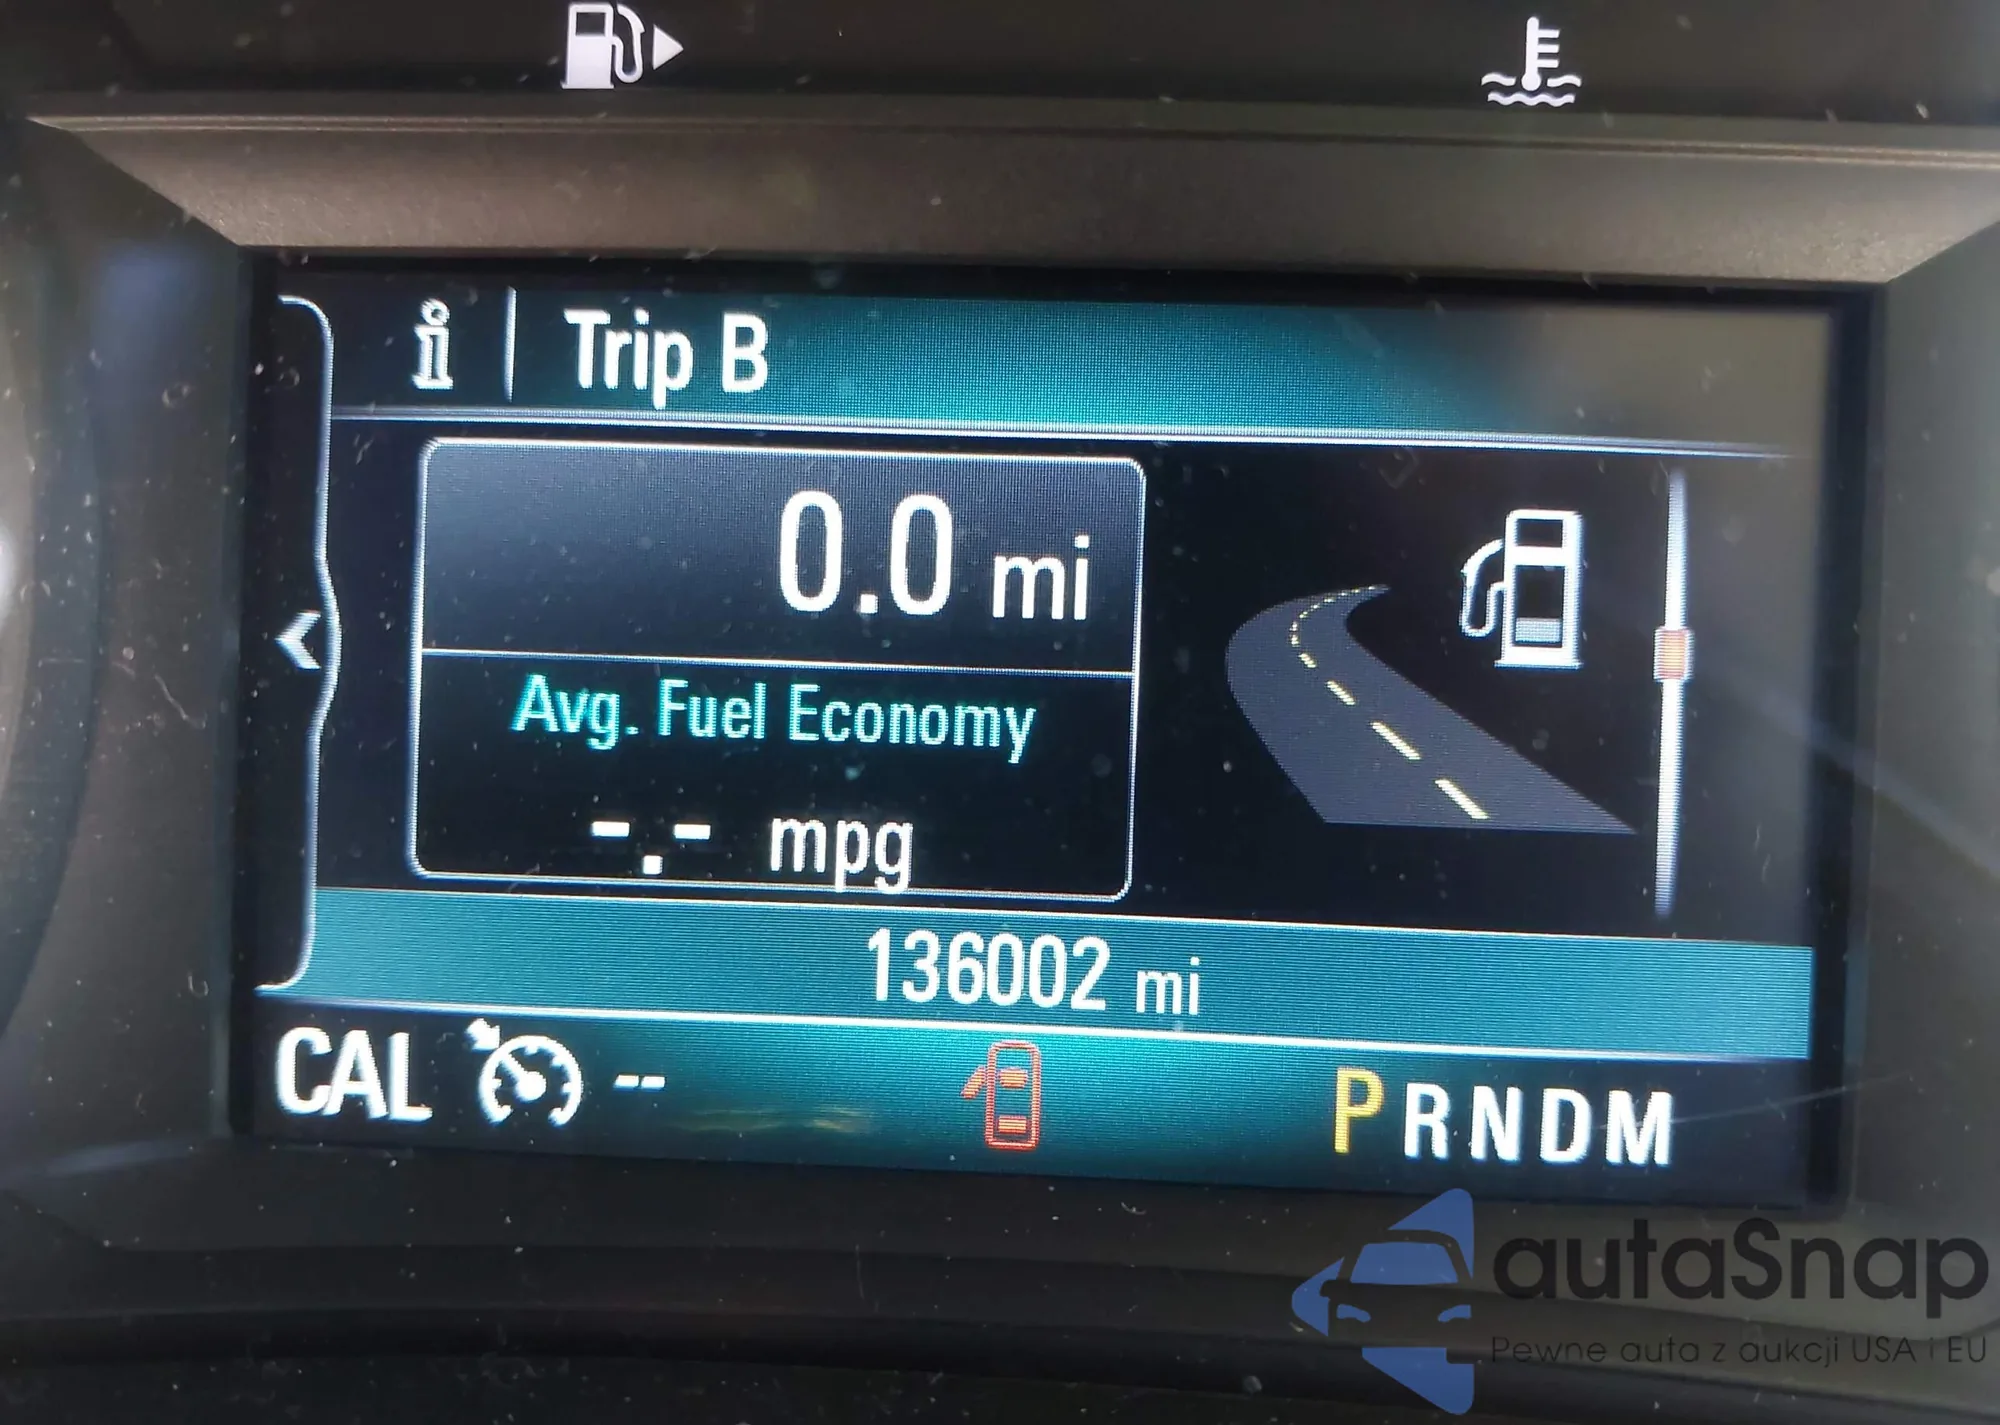 i | Trip B
0.0 mi
Avg. Fuel Economy
-.- mpg
136002 mi
CAL -- PRNDM
autaSnap
Pewne auta z aukcji USA i EU